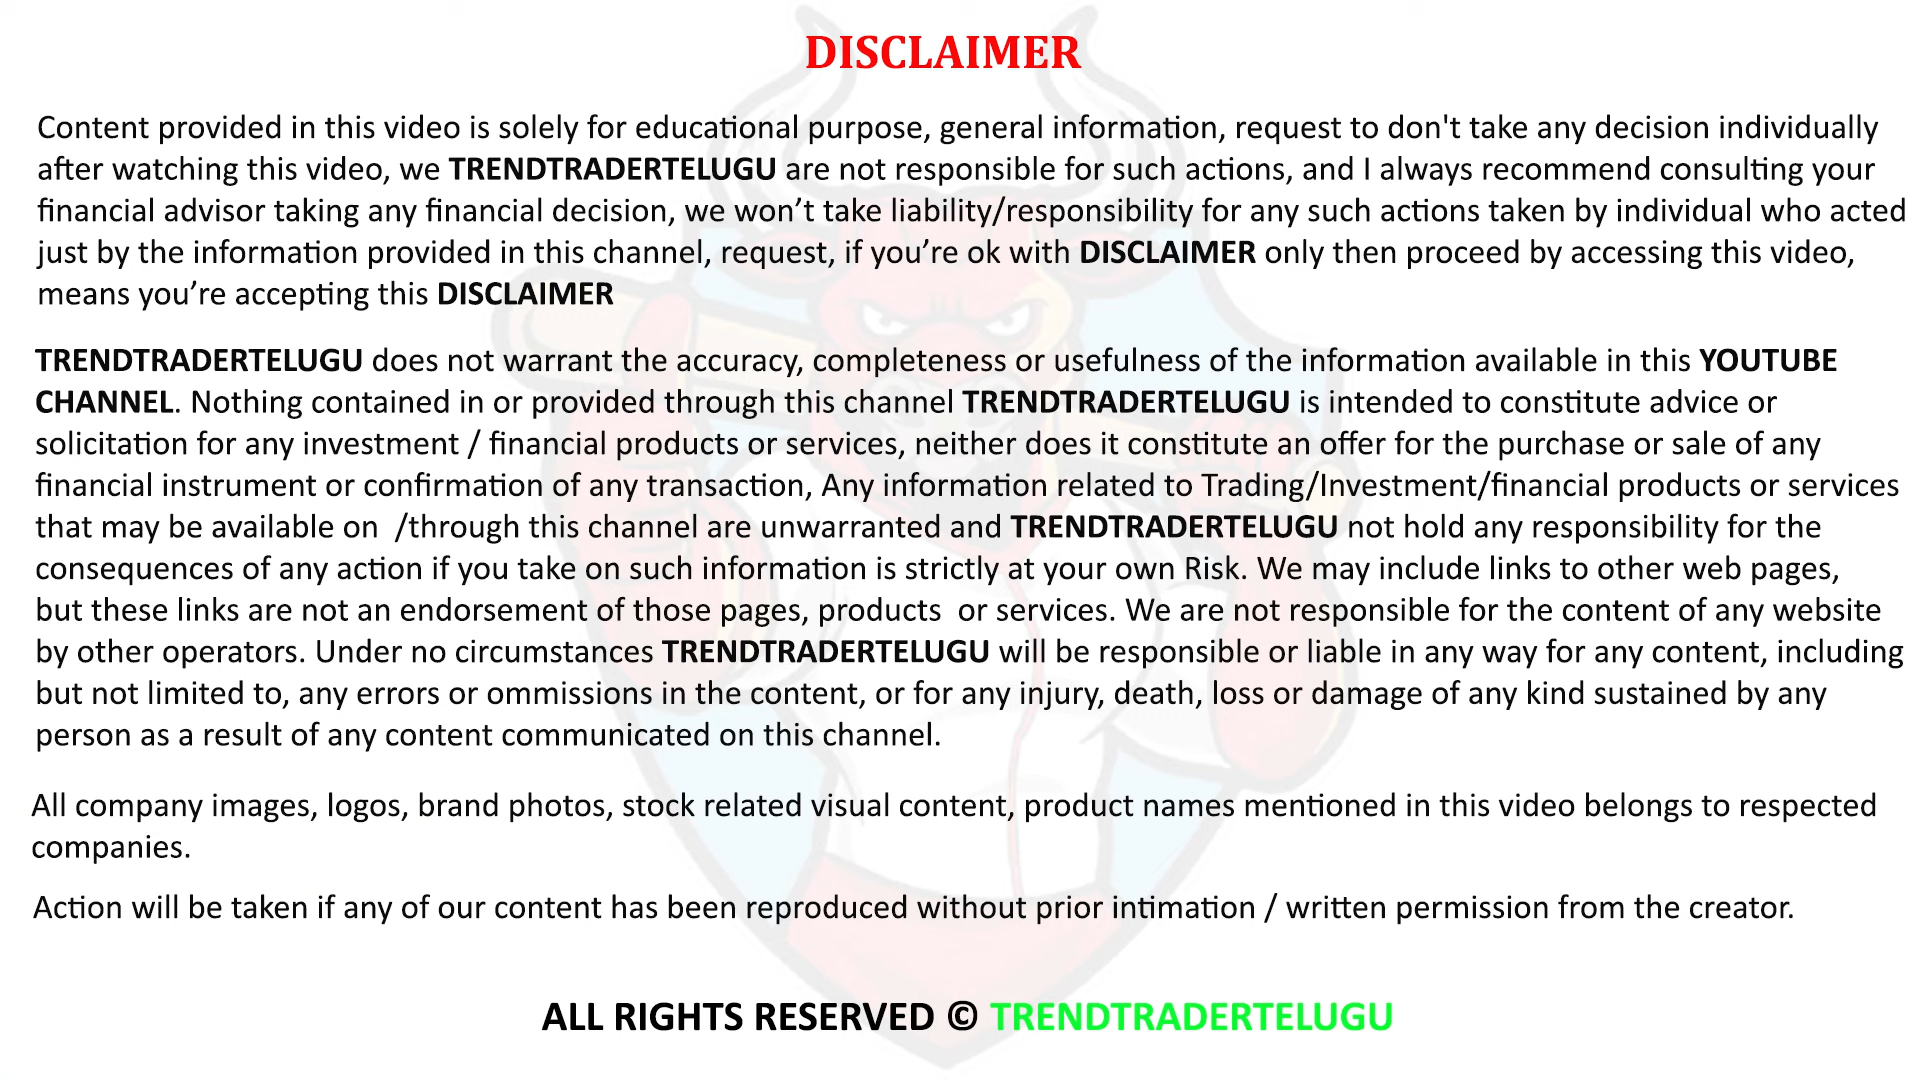 DISCLAIMER
Content provided in this video is solely for educational purpose, general information, request to don't take any decision individually
after watching this video, we TRENDTRADERTELUGU are not responsible for such actions, and I always recommend consulting your
financial advisor taking any financial decision, we won’t take liability/responsibility for any such actions taken by individual who acted
just by the information provided in this channel, request, if you’re ok with DISCLAIMER only then proceed by accessing this video,
means you’re accepting this DISCLAIMER
TRENDTRADERTELUGU does not warrant the accuracy, completeness or usefulness of the information available in this YOUTUBE
CHANNEL. Nothing contained in or provided through this channel TRENDTRADERTELUGU is intended to constitute advice or
solicitation for any investment / financial products or services, neither does it constitute an offer for the purchase or sale of any
financial instrument or confirmation of any transaction, Any information related to Trading/Investment/financial products or services
that may be available on  /through this channel are unwarranted and TRENDTRADERTELUGU not hold any responsibility for the
consequences of any action if you take on such information is strictly at your own Risk. We may include links to other web pages,
but these links are not an endorsement of those pages, products  or services. We are not responsible for the content of any website
by other operators. Under no circumstances TRENDTRADERTELUGU will be responsible or liable in any way for any content, including
but not limited to, any errors or ommissions in the content, or for any injury, death, loss or damage of any kind sustained by any
person as a result of any content communicated on this channel.
All company images, logos, brand photos, stock related visual content, product names mentioned in this video belongs to respected
companies.
Action will be taken if any of our content has been reproduced without prior intimation / written permission from the creator.
ALL RIGHTS RESERVED © TRENDTRADERTELUGU